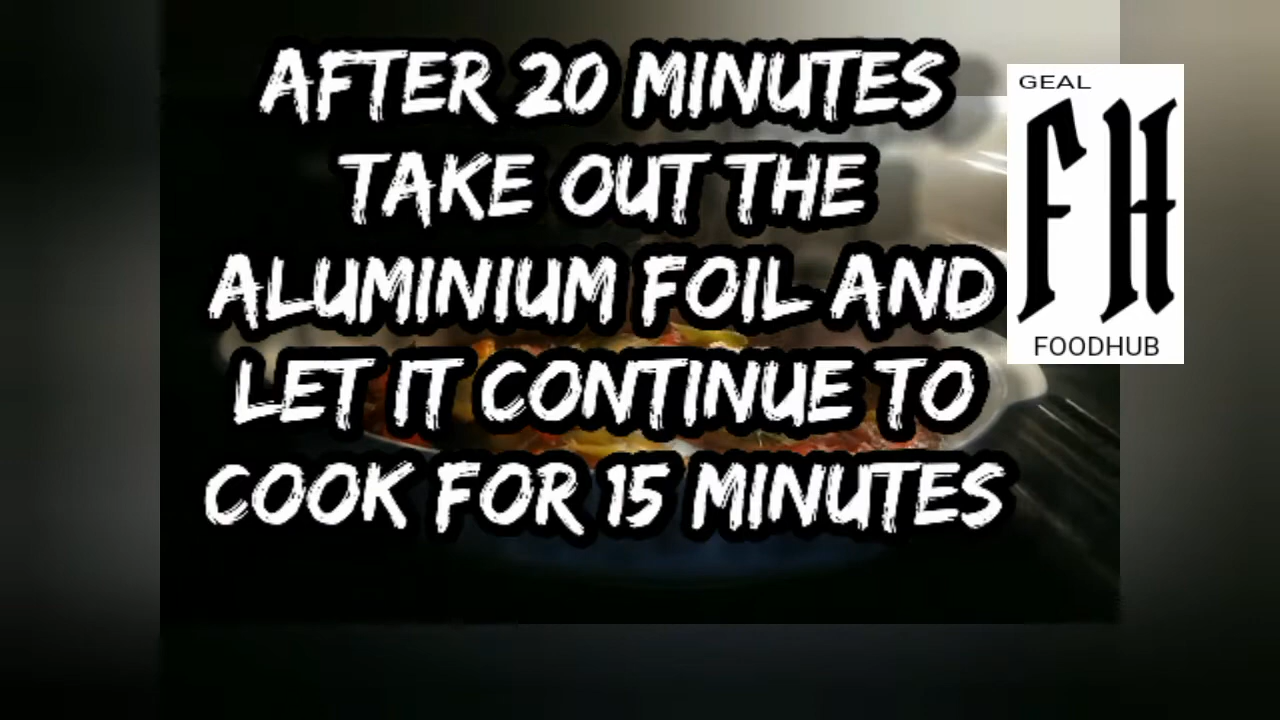 AFTER 20 MINUTES
TAKE OUT THE
ALUMINIUM FOIL AND
LET IT CONTINUE TO
COOK FOR 15 MINUTES
GEAL
FH
FOODHUB